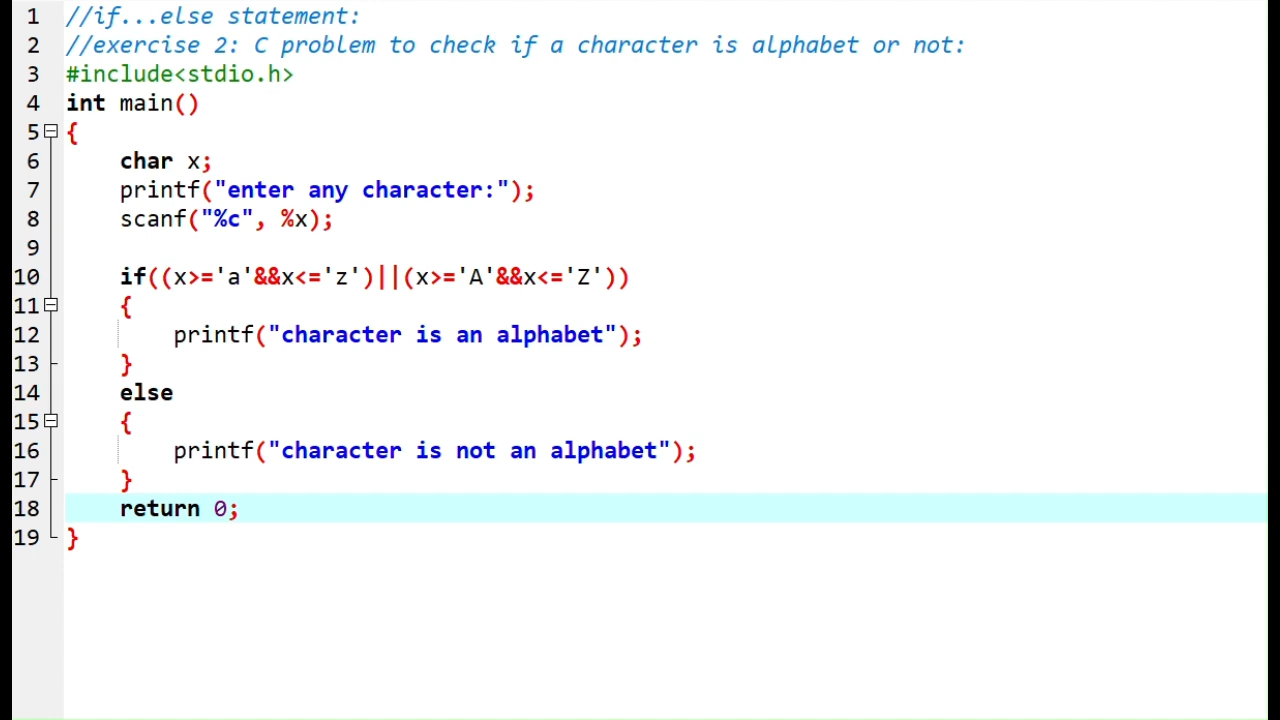 1 //if...else statement:
2 //exercise 2: C problem to check if a character is alphabet or not:
3 #include<stdio.h>
4 int main()
5 {
6 char x;
7 printf("enter any character:");
8 scanf("%c", %x);
9
10 if((x>='a'&&x<='z')||(x>='A'&&x<='Z'))
11 {
12 printf("character is an alphabet");
13 }
14 else
15 {
16 printf("character is not an alphabet");
17 }
18 return 0;
19 }